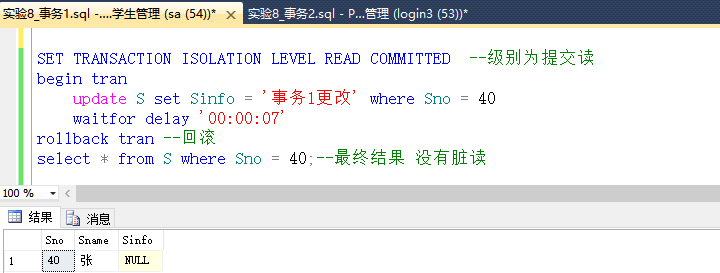 实验8_事务1.sql -....学生管理 (sa (54))* 实验8_事务2.sql - P...管理 (login3 (53))*
SET TRANSACTION ISOLATION LEVEL READ COMMITTED --级别为提交读
begin tran
update S set Sinfo = '事务1更改' where Sno = 40
waitfor delay '00:00:07'
rollback tran --回滚
select * from S where Sno = 40;--最终结果 没有脏读
100 %
结果 消息
Sno Sname Sinfo
1 40 张 NULL